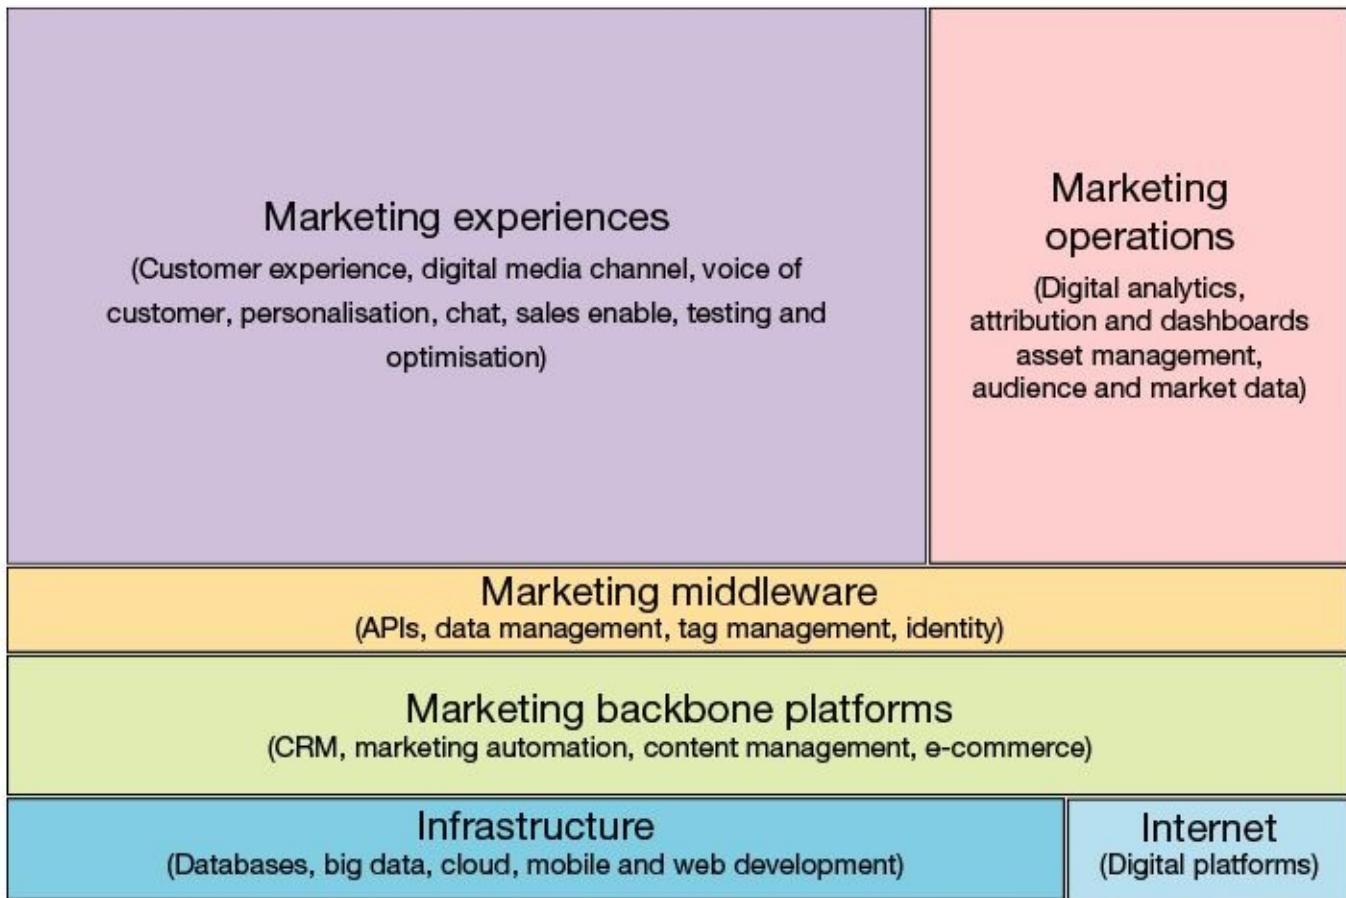 Marketing experiences
(Customer experience, digital media channel, voice of
customer, personalisation, chat, sales enable, testing and
optimisation)
Marketing
operations
(Digital analytics,
attribution and dashboards
asset management,
audience and market data)
Marketing middleware
(APIs, data management, tag management, identity)
Marketing backbone platforms
(CRM, marketing automation, content management, e-commerce)
Infrastructure
(Databases, big data, cloud, mobile and web development)
Internet
(Digital platforms)